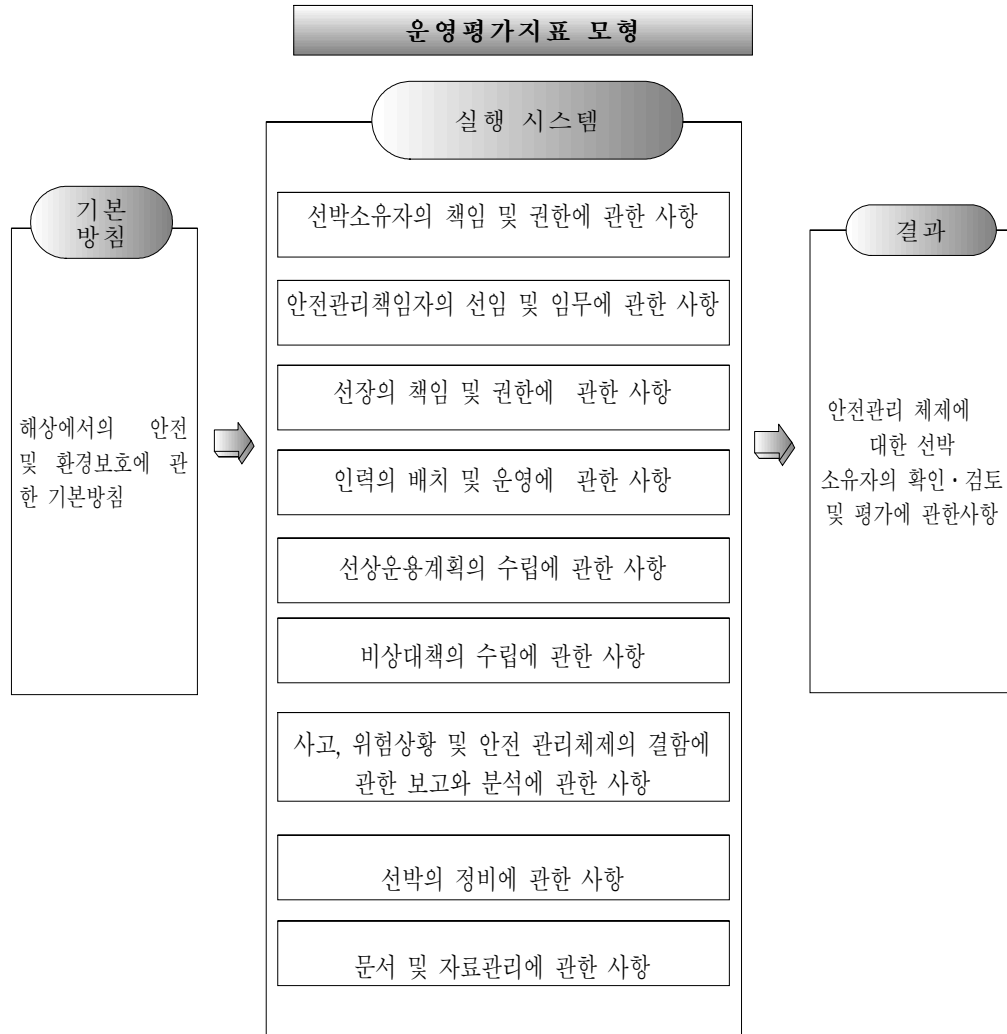 운영평가지표 모형
실행 시스템
기본
방침
해상에서의 안전
및 환경보호에 관
한 기본방침
선박소유자의 책임 및 권한에 관한 사항
안전관리책임자의 선임 및 임무에 관한 사항
선장의 책임 및 권한에 관한 사항
인력의 배치 및 운영에 관한 사항
선상운용계획의 수립에 관한 사항
비상대책의 수립에 관한 사항
사고, 위험상황 및 안전 관리체제의 결함에
관한 보고와 분석에 관한 사항
선박의 정비에 관한 사항
문서 및 자료관리에 관한 사항
결과
안전관리 체제에
대한 선박
소유자의 확인·검토
및 평가에 관한사항